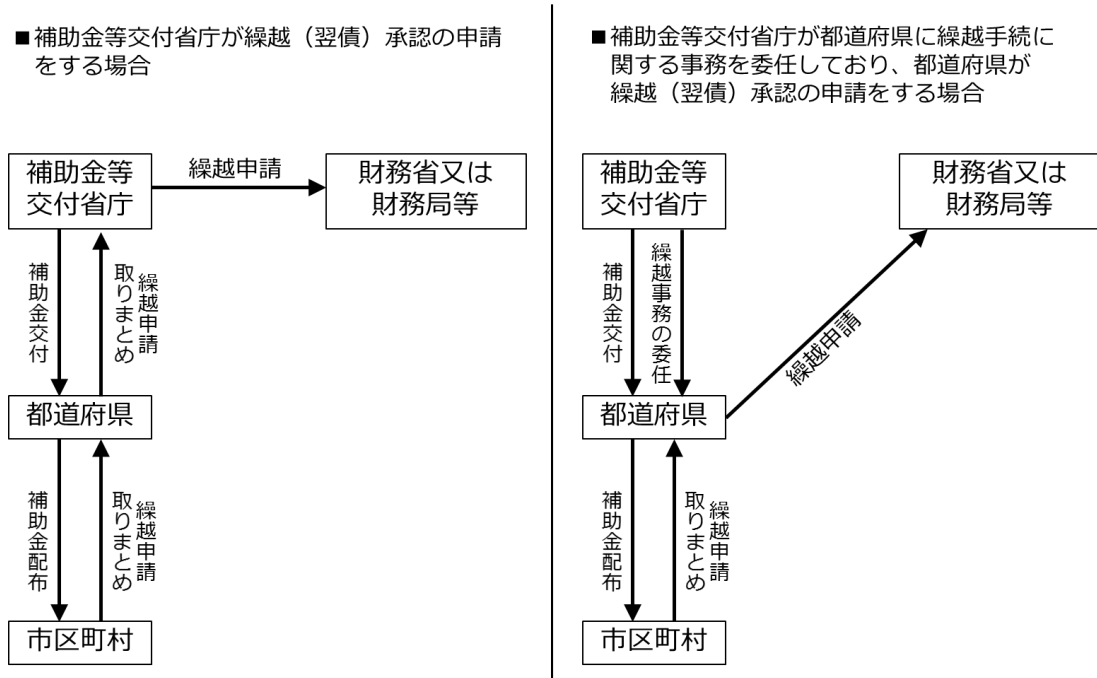 ■補助金等交付省庁が繰越（翌債）承認の申請
をする場合
補助金等
交付省庁
繰越申請
財務省又は
財務局等
補助金交付
繰越申請
取りまとめ
都道府県
補助金配布
繰越申請
取りまとめ
市区町村
■補助金等交付省庁が都道府県に繰越手続に
関する事務を委任しており、都道府県が
繰越（翌債）承認の申請をする場合
補助金等
交付省庁
財務省又は
財務局等
補助金交付
繰越事務の委任
繰越申請
都道府県
補助金配布
繰越申請
取りまとめ
市区町村